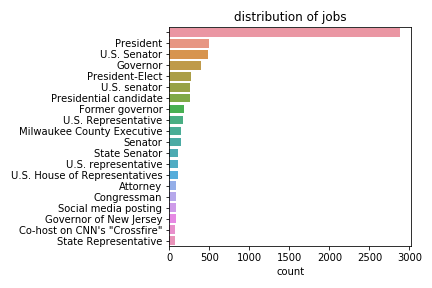 distribution of jobs
President
U.S. Senator
Governor
President-Elect
U.S. senator
Presidential candidate
Former governor
U.S. Representative
Milwaukee County Executive
Senator
State Senator
U.S. representative
U.S. House of Representatives
Attorney
Congressman
Social media posting
Governor of New Jersey
Co-host on CNN's "Crossfire"
State Representative
0 500 1000 1500 2000 2500 3000
count